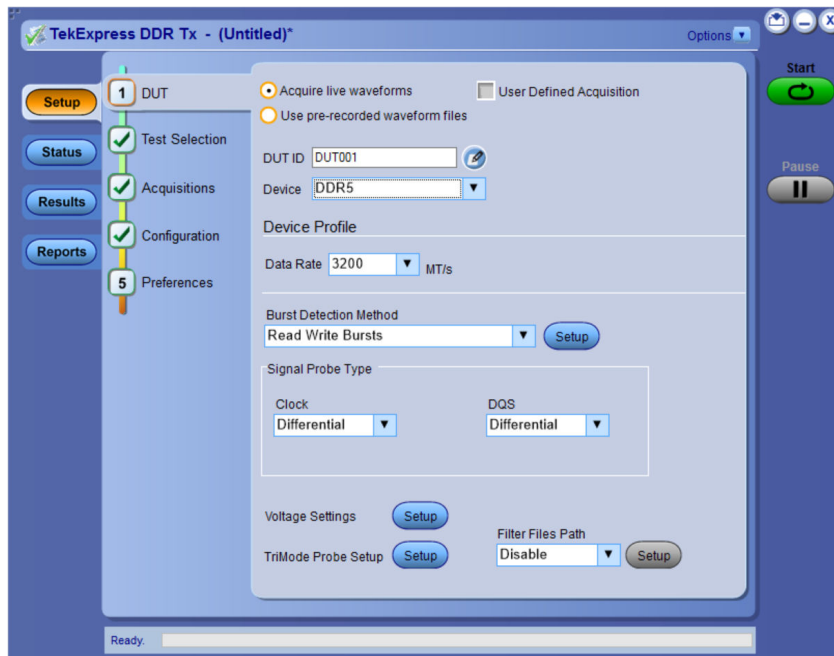 TekExpress DDR Tx - (Untitled)*
Options
Start
Pause
Setup
Status
Results
Reports
1 DUT
Test Selection
Acquisitions
Configuration
5 Preferences
Acquire live waveforms
User Defined Acquisition
Use pre-recorded waveform files
DUT ID DUT001
Device DDR5
Device Profile
Data Rate 3200 MT/s
Burst Detection Method
Read Write Bursts Setup
Signal Probe Type
Clock DQS
Differential Differential
Voltage Settings Setup
Filter Files Path
TriMode Probe Setup Setup Disable Setup
Ready.